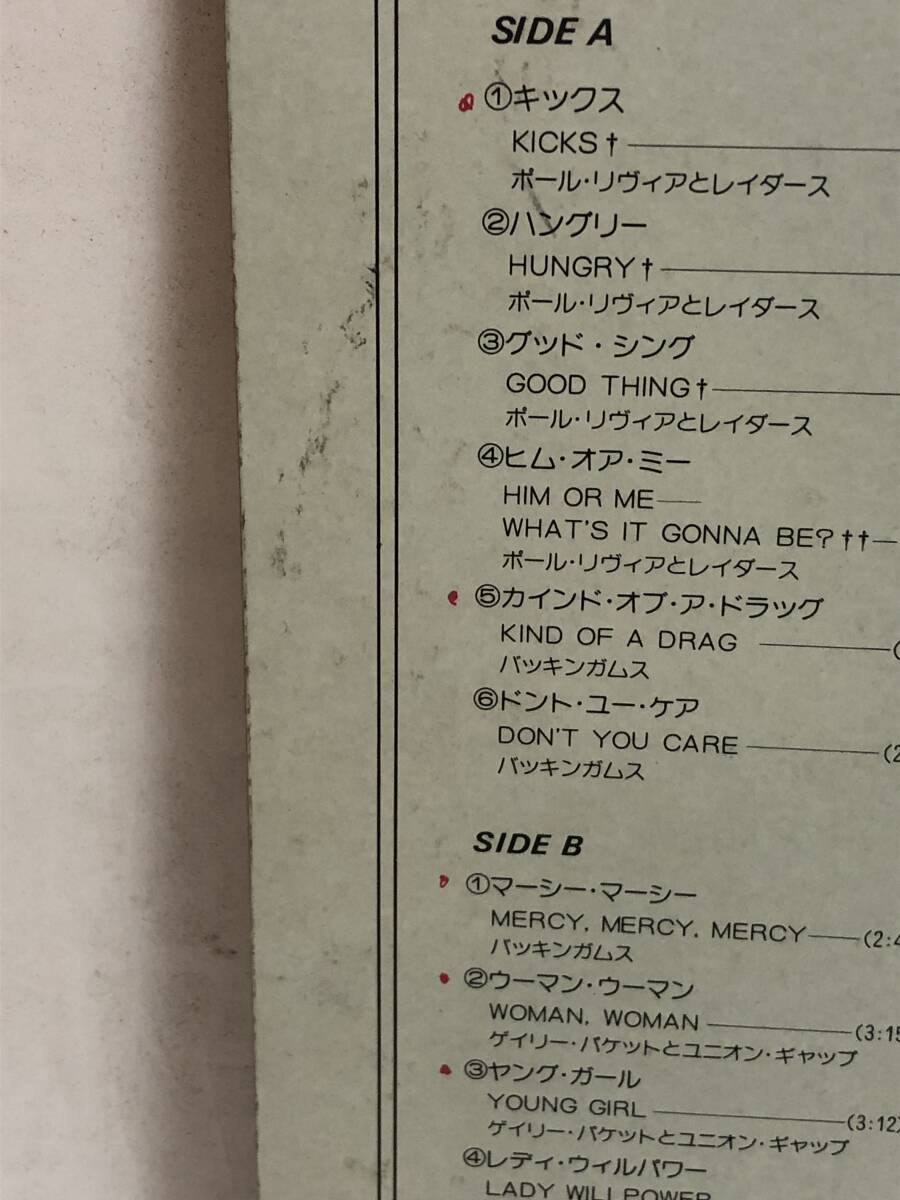 SIDE A
①キックス
KICKS†
ポール・リヴィアとレイダース
②ハングリー
HUNGRY†
ポール・リヴィアとレイダース
③グッド・シング
GOOD THING†
ポール・リヴィアとレイダース
④ヒム・オア・ミー
HIM OR ME——
WHAT'S IT GONNA BE?††
ポール・リヴィアとレイダース
⑤カインド・オブ・ア・ドラッグ
KIND OF A DRAG (
バッキンガムス
⑥ドント・ユー・ケア
DON'T YOU CARE (2
バッキンガムス
SIDE B
①マーシー・マーシー
MERCY, MERCY, MERCY (2:4
バッキンガムス
②ウーマン・ウーマン
WOMAN, WOMAN (3:15
ゲイリー・パケットとユニオン・ギャップ
③ヤング・ガール
YOUNG GIRL (3:12)
ゲイリー・パケットとユニオン・ギャップ
④レディ・ウィルパワー
LADY WILLPOWER